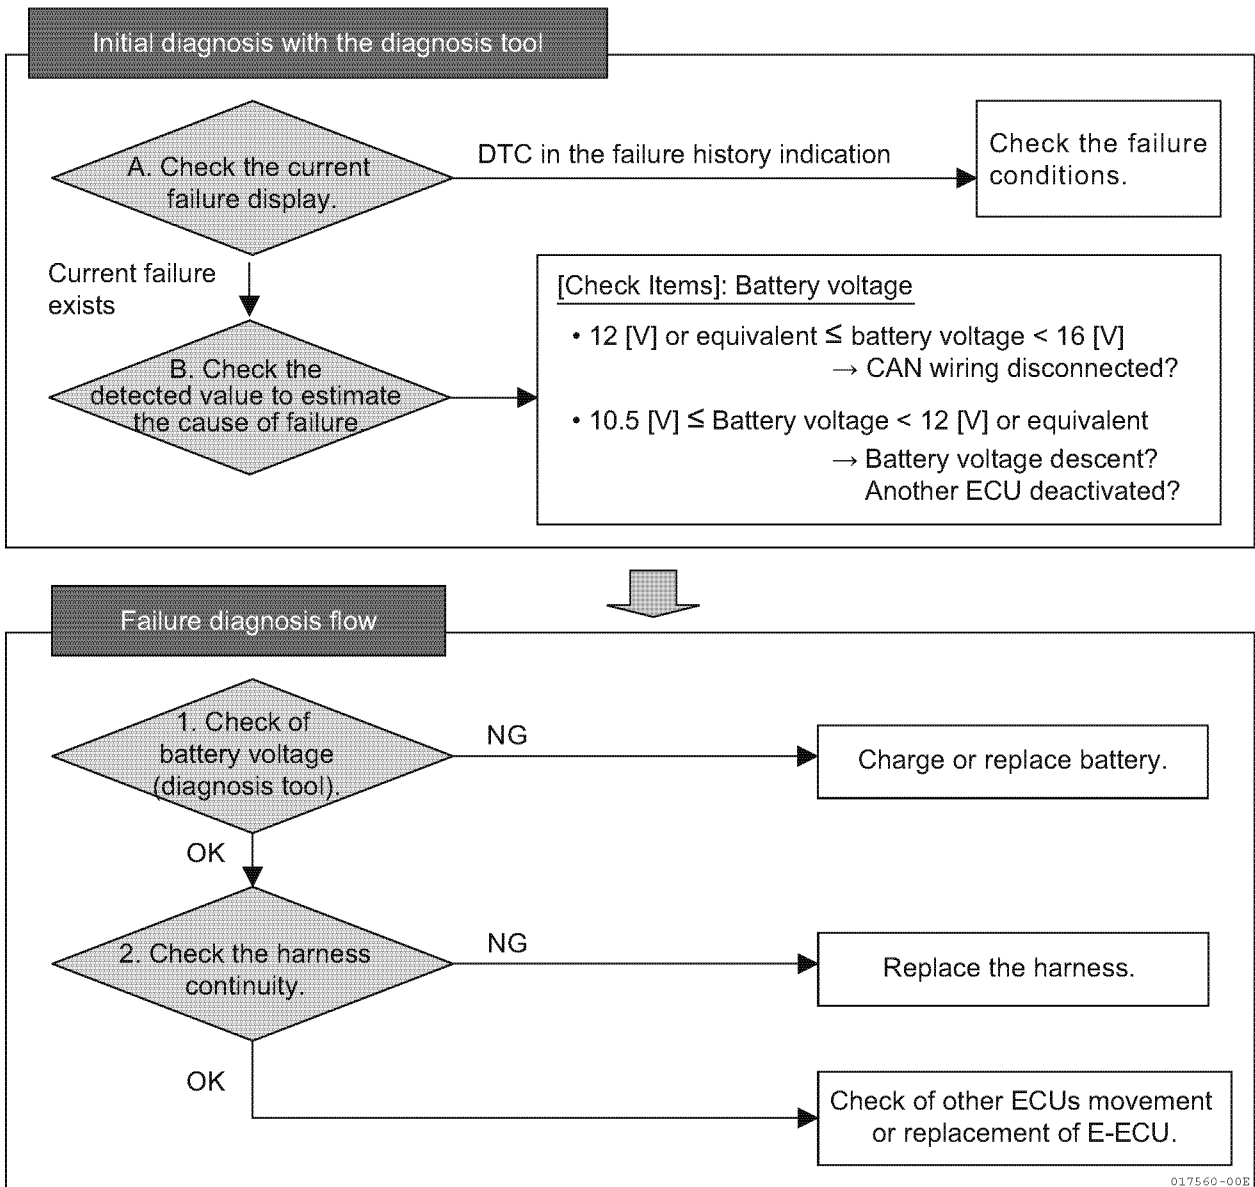 Initial diagnosis with the diagnosis tool
A. Check the current
failure display.
DTC in the failure history indication
Check the failure
conditions.
Current failure
exists
B. Check the
detected value to estimate
the cause of failure
[Check Items]: Battery voltage
• 12 [V] or equivalent ≤ battery voltage < 16 [V]
→ CAN wiring disconnected?
• 10.5 [V] ≤ Battery voltage < 12 [V] or equivalent
→ Battery voltage descent?
Another ECU deactivated?
Failure diagnosis flow
1. Check of
battery voltage
(diagnosis tool).
NG
Charge or replace battery.
OK
2. Check the harness
continuity.
NG
Replace the harness.
OK
Check of other ECUs movement
or replacement of E-ECU.
017560-00E